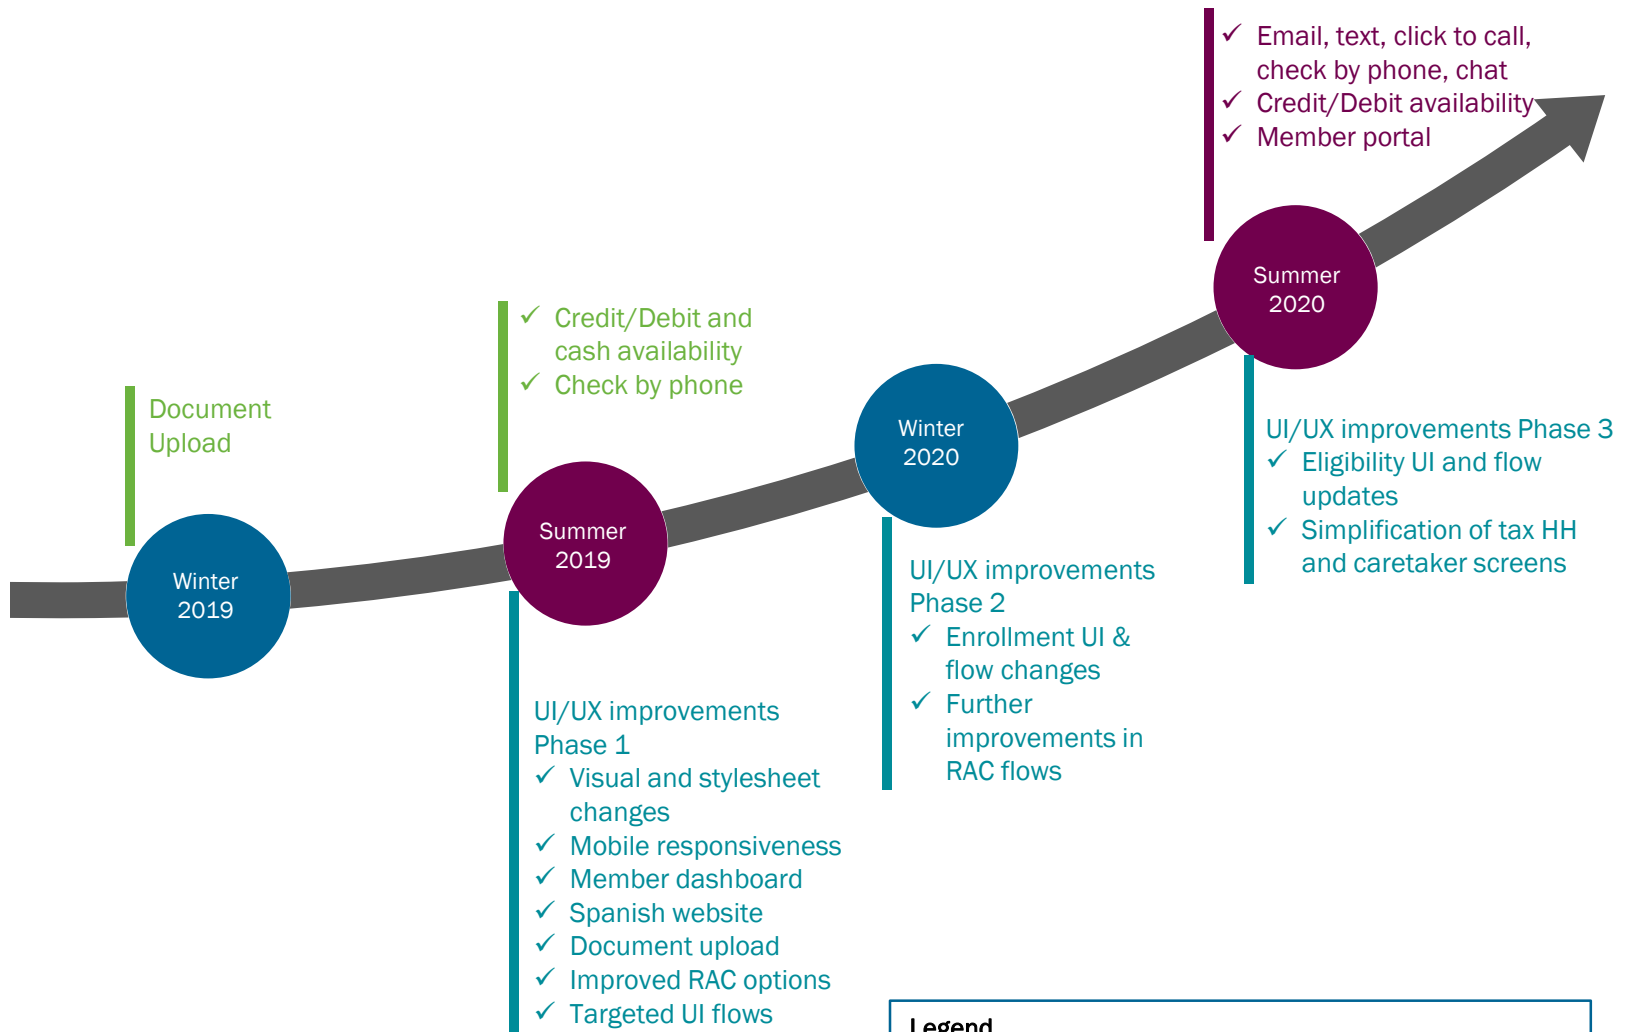 Email, text, click to call,
check by phone, chat
Credit/Debit availability
Member portal
Summer
2020
Credit/Debit and
cash availability
Check by phone
Document
Upload
Winter
2020
UI/UX improvements Phase 3
Eligibility UI and flow
updates
Simplification of tax HH
and caretaker screens
Summer
2019
Winter
2019
UI/UX improvements
Phase 2
Enrollment UI &
flow changes
Further
improvements in
RAC flows
UI/UX improvements
Phase 1
Visual and stylesheet
changes
Mobile responsiveness
Member dashboard
Spanish website
Document upload
Improved RAC options
Targeted UI flows
Legend